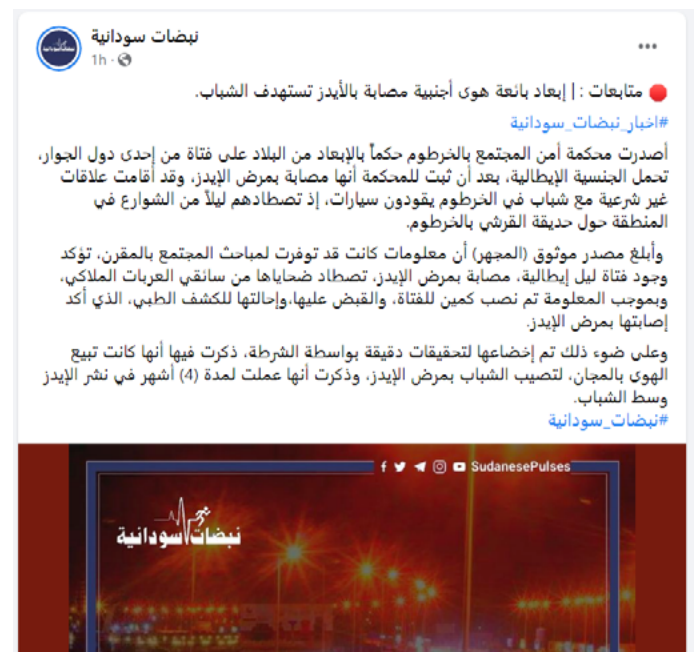 نبضات سودانية
1h
🔴 متابعات : | إبعاد بائعة هوى أجنبية مصابة بالأيدز تستهدف الشباب.
#اخبار_نبضات_سودانية
أصدرت محكمة أمن المجتمع بالخرطوم حكماً بالإبعاد من البلاد على فتاة من إحدى دول الجوار،
تحمل الجنسية الإيطالية، بعد أن ثبت للمحكمة أنها مصابة بمرض الإيدز، وقد أقامت علاقات
غير شرعية مع شباب في الخرطوم يقودون سيارات، إذ تصطادهم ليلاً من الشوارع في
المنطقة حول حديقة القرشي بالخرطوم.
وأبلغ مصدر موثوق (المجهر) أن معلومات كانت قد توفرت لمباحث المجتمع بالمقرن، تؤكد
وجود فتاة ليل إيطالية، مصابة بمرض الإيدز، تصطاد ضحاياها من سائقي العربات الملاكي،
وبموجب المعلومة تم نصب كمين للفتاة، والقبض عليها،وإحالتها للكشف الطبي، الذي أكد
إصابتها بمرض الإيدز.
وعلى ضوء ذلك تم إخضاعها لتحقيقات دقيقة بواسطة الشرطة، ذكرت فيها أنها كانت تبيع
الهوى بالمجان، لتصيب الشباب بمرض الإيدز، وذكرت أنها عملت لمدة (4) أشهر في نشر الإيدز
وسط الشباب.
#نبضات_سودانية
SudanesePulses
نبضات سودانية